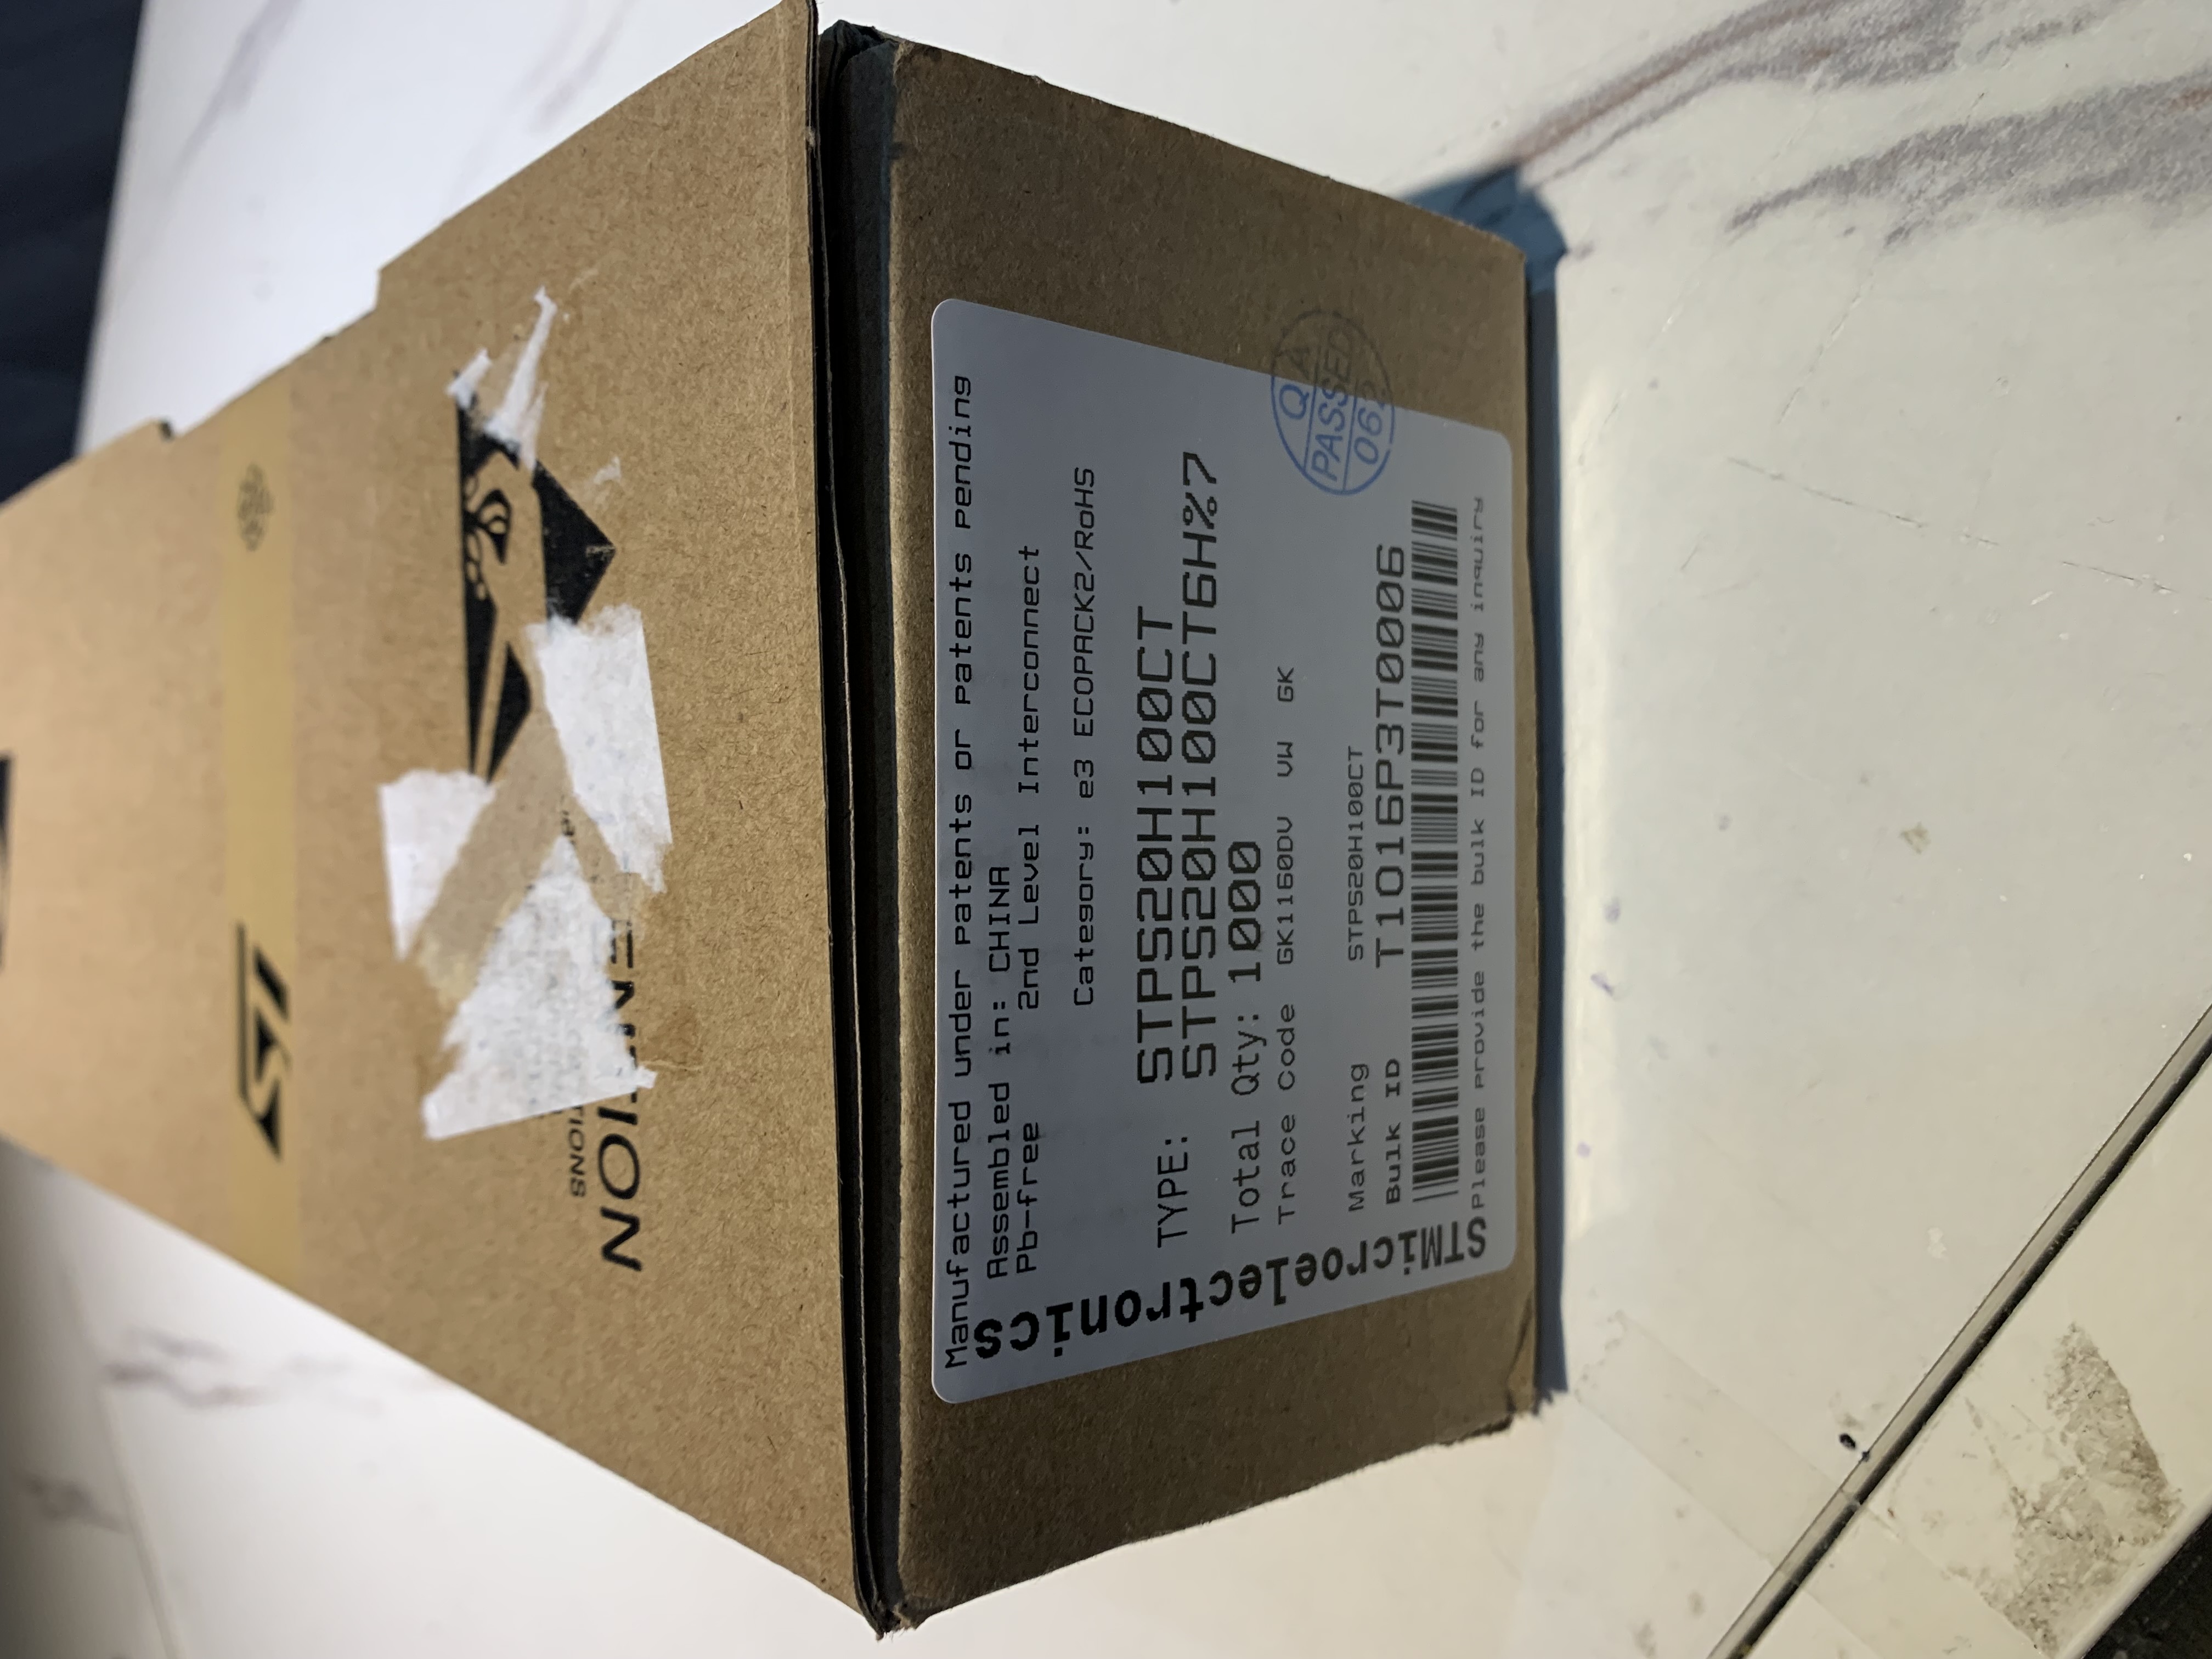 Manufactured under Patents or Patents Pending
Assembled in: CHINA
Pb-free 2nd Level Interconnect
Category: e3 ECOPACK2/RoHS
TYPE: STPS20H100CT
STPS20H100CT6H%7
Total Qty: 1000
Trace Code GK1160DV VW GK
Marking STPS20H100CT
Bulk ID T1016P3T0006
Please provide the bulk ID for any inquiry
STMicroelectronics
QA
PASSED
ST